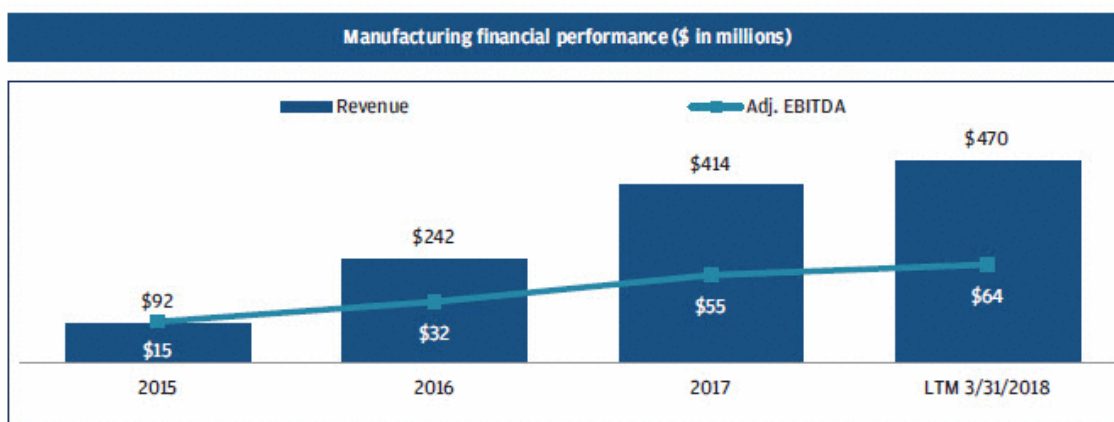 Manufacturing financial performance ($ in millions)
Revenue Adj. EBITDA
$470
$414
$242
$92
$64
$55
$32
$15
2015 2016 2017 LTM 3/31/2018